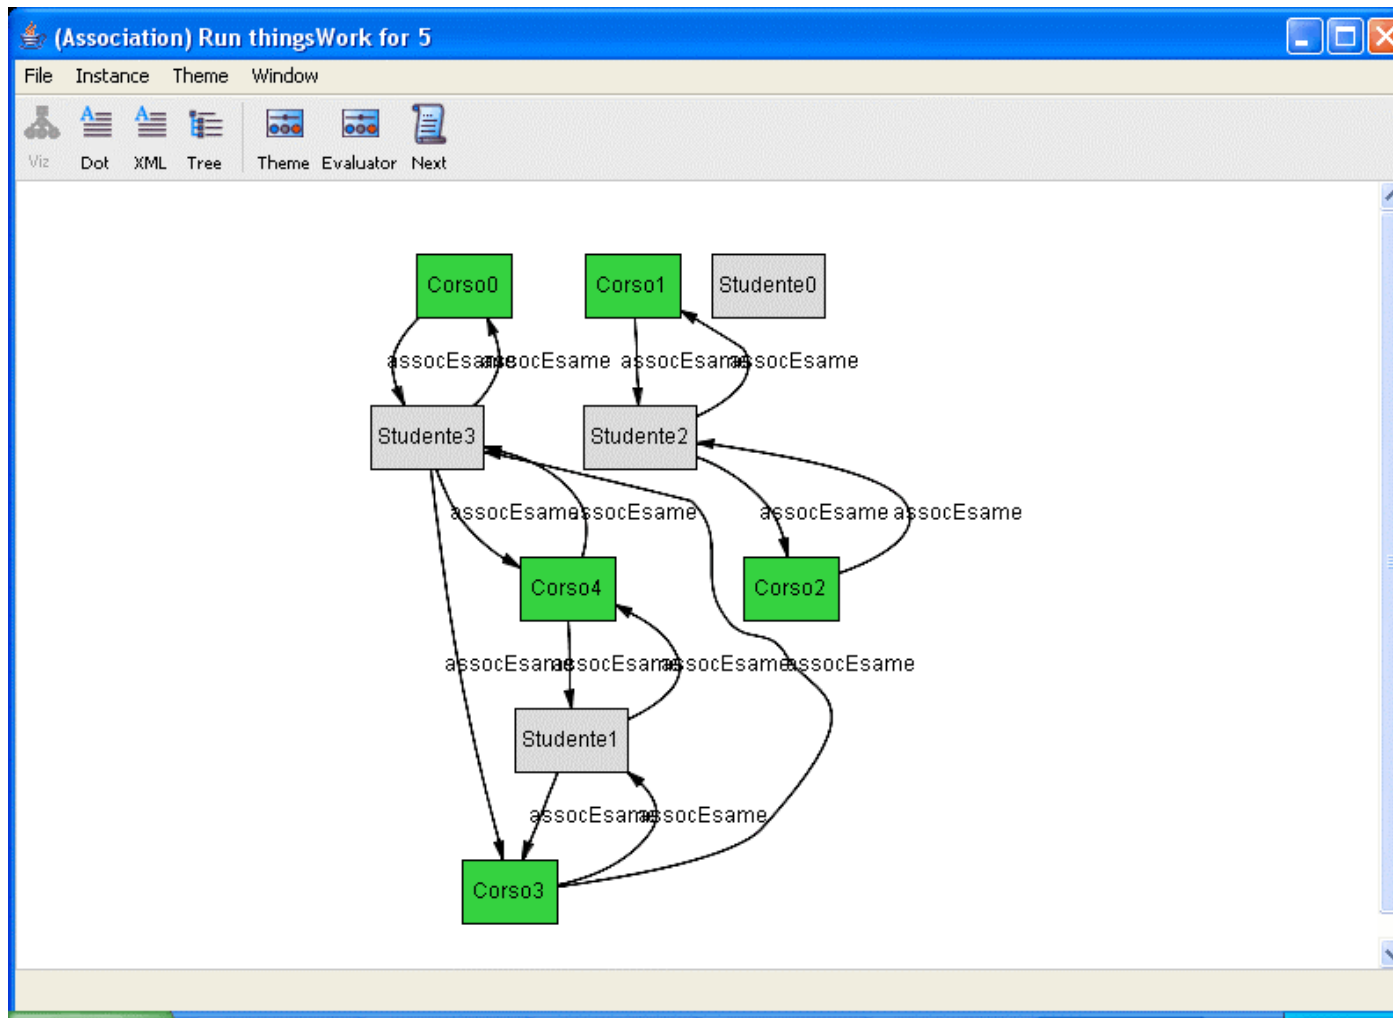 (Association) Run thingsWork for 5
File Instance Theme Window
Viz Dot XML Tree Theme Evaluator Next
Corso0 Corso1 Studente0
assocEsame assocEsame assocEsame assocEsame
Studente3 Studente2
assocEsame assocEsame assocEsame assocEsame
Corso4 Corso2
assocEsame assocEsame assocEsame assocEsame
Studente1
assocEsame assocEsame
Corso3